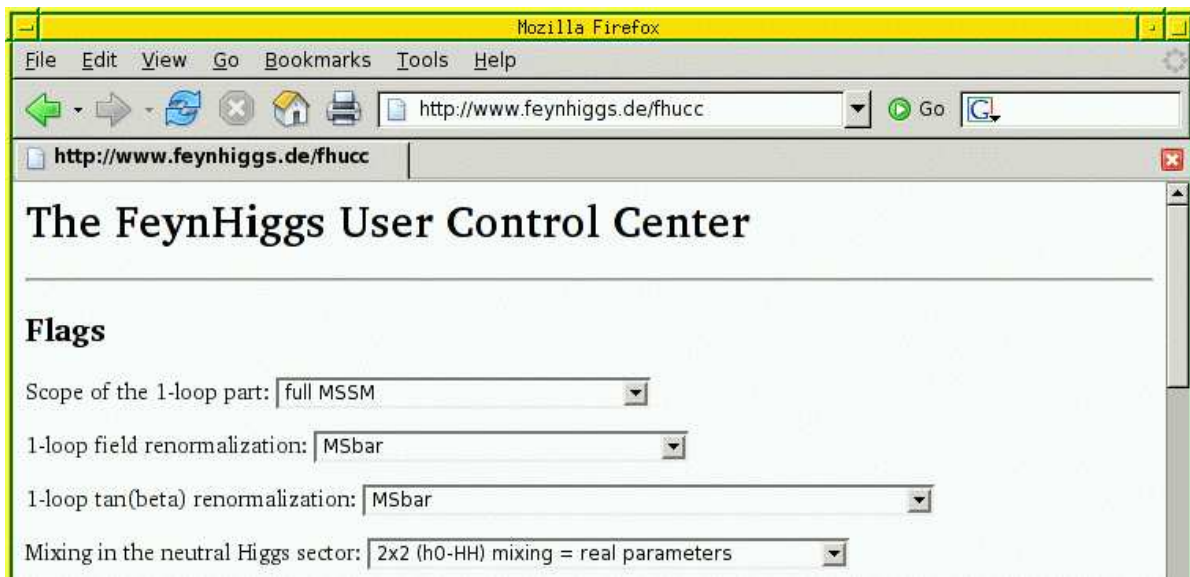 Mozilla Firefox
File Edit View Go Bookmarks Tools Help
http://www.feynhiggs.de/fhucc Go G
http://www.feynhiggs.de/fhucc
The FeynHiggs User Control Center
Flags
Scope of the 1-loop part: full MSSM
1-loop field renormalization: MSbar
1-loop tan(beta) renormalization: MSbar
Mixing in the neutral Higgs sector: 2x2 (h0-HH) mixing = real parameters